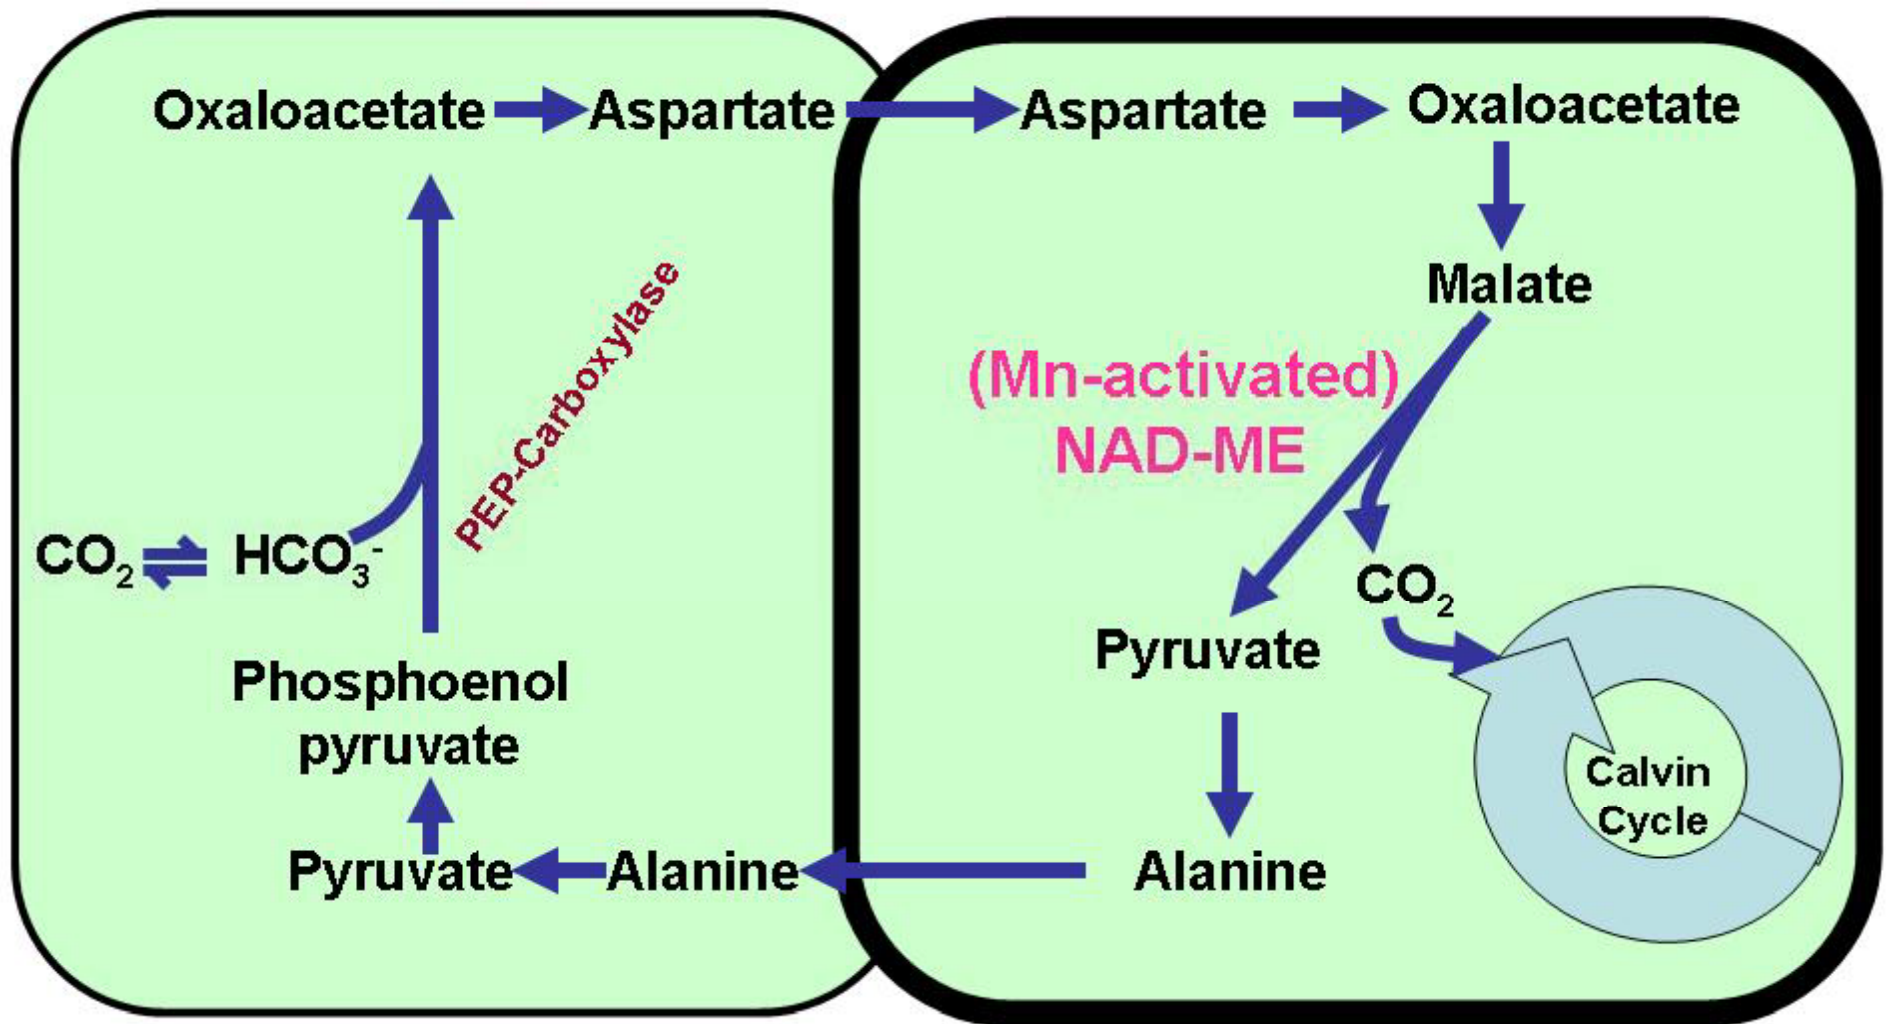 Oxaloacetate Aspartate Aspartate Oxaloacetate
Malate
PEP-Carboxylase
(Mn-activated)
NAD-ME
CO₂ HCO₃⁻
CO₂
Pyruvate
Phosphoenol
pyruvate
Calvin
Cycle
Pyruvate Alanine Alanine